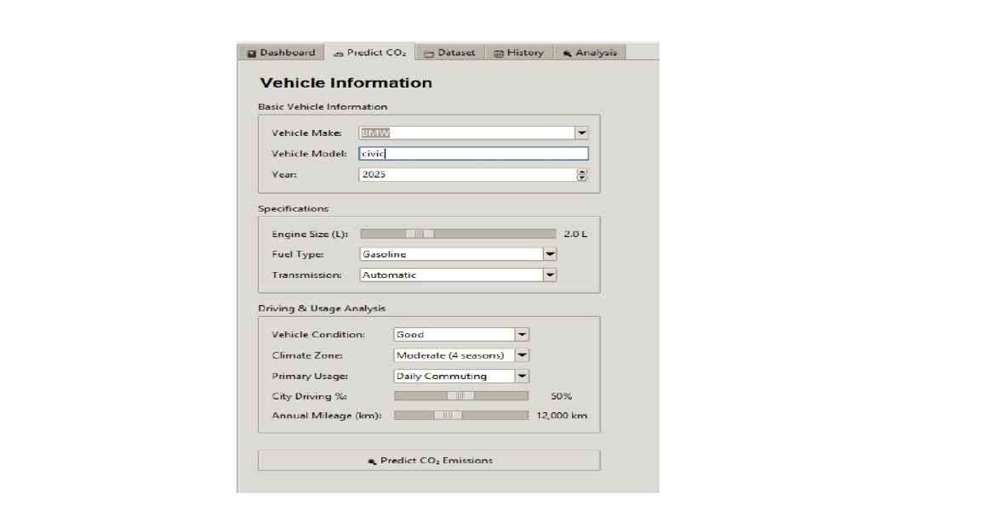 Dashboard Predict CO₂ Dataset History Analysis
Vehicle Information
Basic Vehicle Information
Vehicle Make: BMW
Vehicle Model: civic
Year: 2025
Specifications
Engine Size (L): 2.0 L
Fuel Type: Gasoline
Transmission: Automatic
Driving & Usage Analysis
Vehicle Condition: Good
Climate Zone: Moderate (4 seasons)
Primary Usage: Daily Commuting
City Driving %: 50%
Annual Mileage (km): 12,000 km
Predict CO₂ Emissions